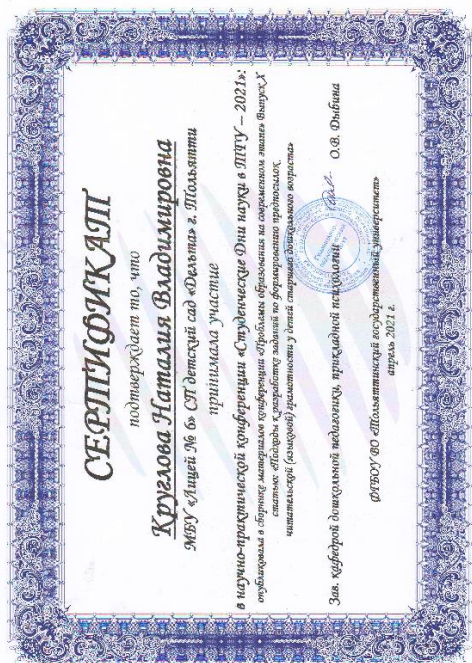 СЕРТИФИКАТ
подтверждает то, что
Круглова Наталия Владимировна
МБУ «Лицей № 6» СП детский сад «Дельта» г. Тольятти
принимала участие
в научно-практической конференции «Студенческие Дни науки в ТГУ – 2021»:
опубликовала в сборнике материалов конференции «Проблемы образования на современном этапе» Выпуск X
статью: «Подходы к разработке заданий по формированию предпосылок
читательской (языковой) грамотности у детей старшего дошкольного возраста»
Зав. кафедрой дошкольной педагогики, прикладной психологии О.В. Дыбина
ФГБОУ ВО «Тольяттинский государственный университет»
апрель 2021 г.